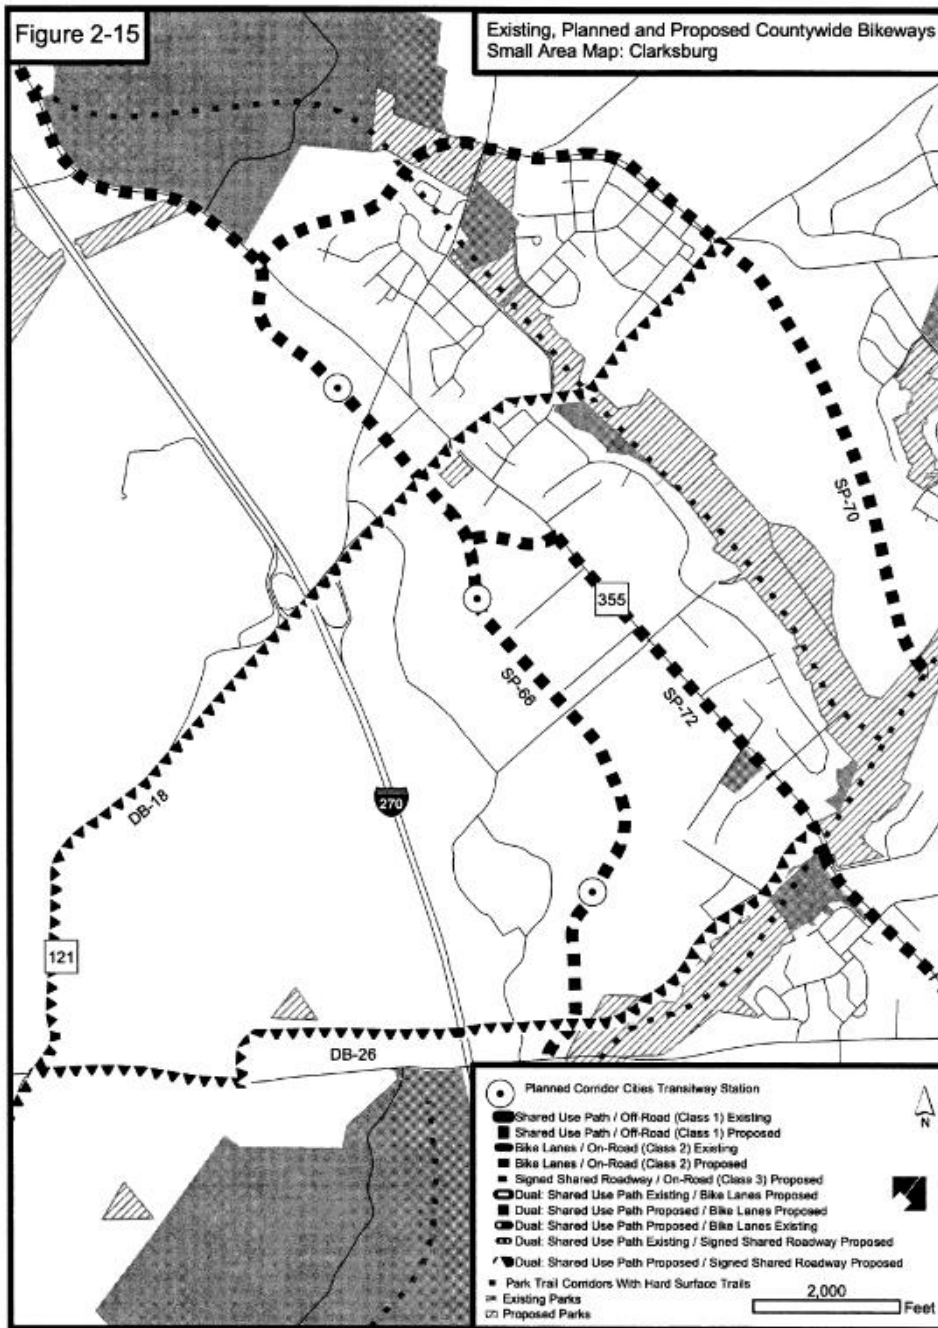 Figure 2-15
Existing, Planned and Proposed Countywide Bikeways
Small Area Map: Clarksburg
SP-70
355
SP-66
SP-72
270
DB-18
121
DB-26
Planned Corridor Cities Transitway Station
Shared Use Path / Off-Road (Class 1) Existing
Shared Use Path / Off-Road (Class 1) Proposed
Bike Lanes / On-Road (Class 2) Existing
Bike Lanes / On-Road (Class 2) Proposed
Signed Shared Roadway / On-Road (Class 3) Proposed
Dual: Shared Use Path Existing / Bike Lanes Proposed
Dual: Shared Use Path Proposed / Bike Lanes Proposed
Dual: Shared Use Path Proposed / Bike Lanes Existing
Dual: Shared Use Path Existing / Signed Shared Roadway Proposed
Dual: Shared Use Path Proposed / Signed Shared Roadway Proposed
Park Trail Corridors With Hard Surface Trails
Existing Parks
Proposed Parks
N
2,000
Feet